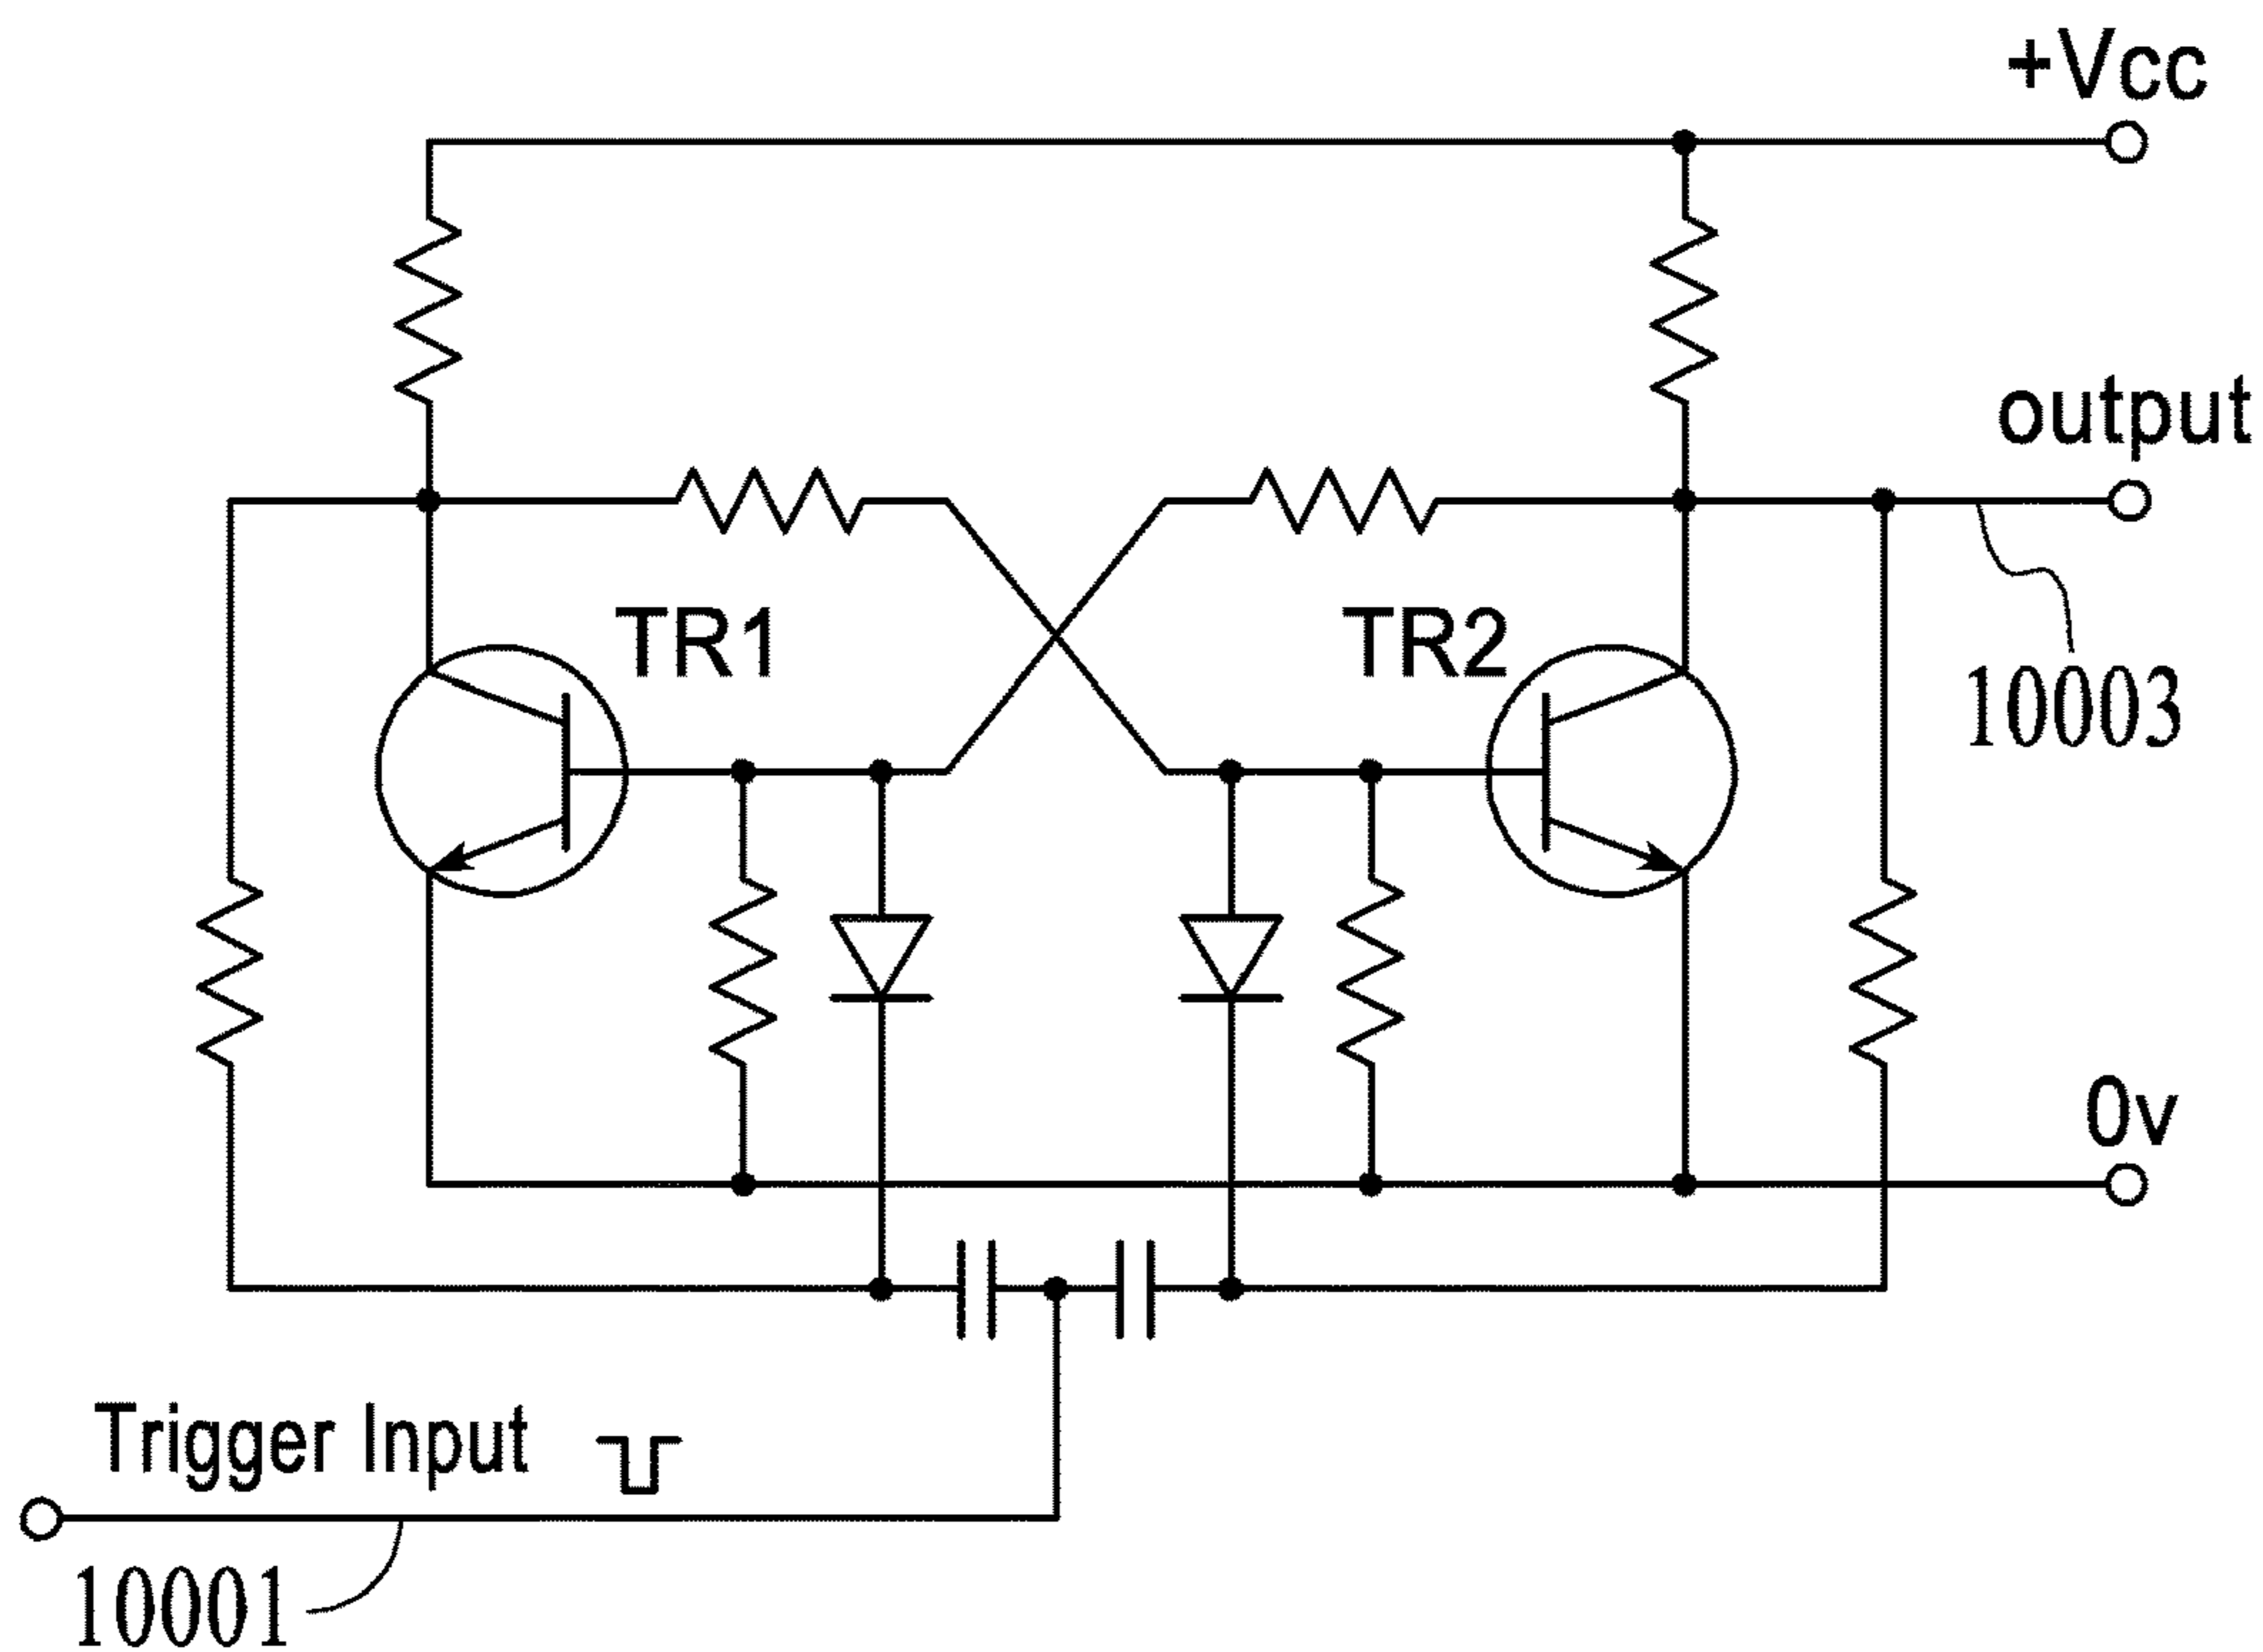 +Vcc
output
TR1
TR2
10003
0v
Trigger Input
10001